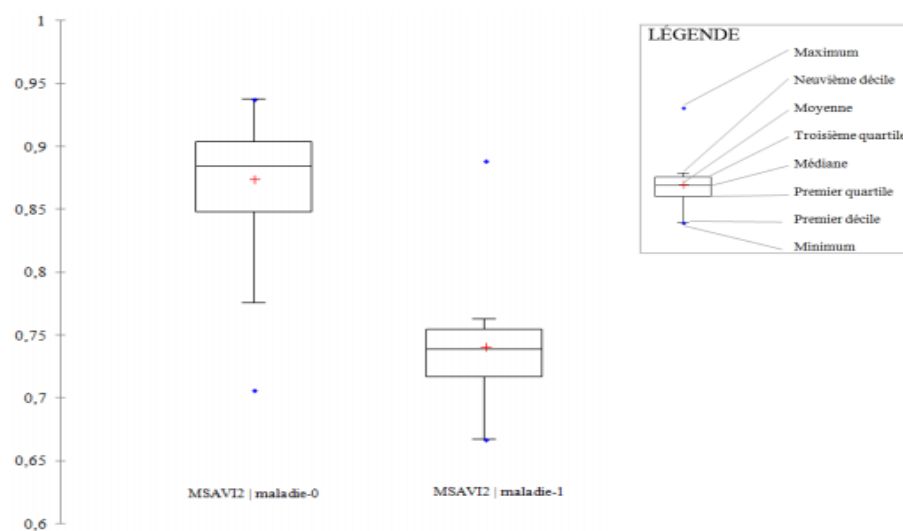 1
0,95
0,9
0,85
0,8
0,75
0,7
0,65
0,6
MSAVI2 | maladie-0
MSAVI2 | maladie-1
LÉGENDE
Maximum
Neuvième décile
Moyenne
Troisième quartile
Médiane
Premier quartile
Premier décile
Minimum